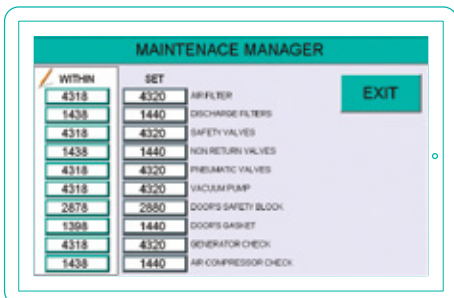 MAINTENACE MANAGER
WITHIN SET
4318 4320 AIR FILTER
1438 1440 DISCHARGE FILTERS
4318 4320 SAFETY VALVES
1438 1440 NON RETURN VALVES
4318 4320 PNEUMATIC VALVES
4318 4320 VACUUM PUMP
2878 2880 DOOR'S SAFETY BLOCK
1398 1440 DOOR'S GASKET
4318 4320 GENERATOR CHECK
1438 1440 AIR COMPRESSOR CHECK
EXIT